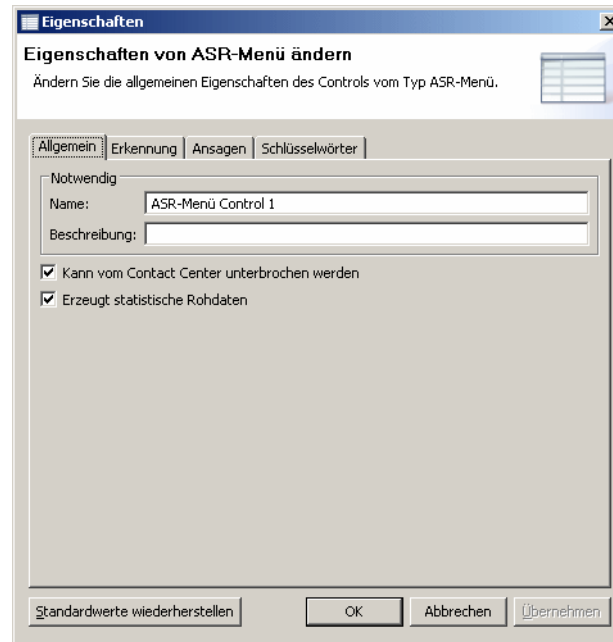 Eigenschaften
Eigenschaften von ASR-Menü ändern
Ändern Sie die allgemeinen Eigenschaften des Controls vom Typ ASR-Menü.
Allgemein Erkennung Ansagen Schlüsselwörter
Notwendig
Name: ASR-Menü Control 1
Beschreibung:
Kann vom Contact Center unterbrochen werden
Erzeugt statistische Rohdaten
Standardwerte wiederherstellen OK Abbrechen Übernehmen